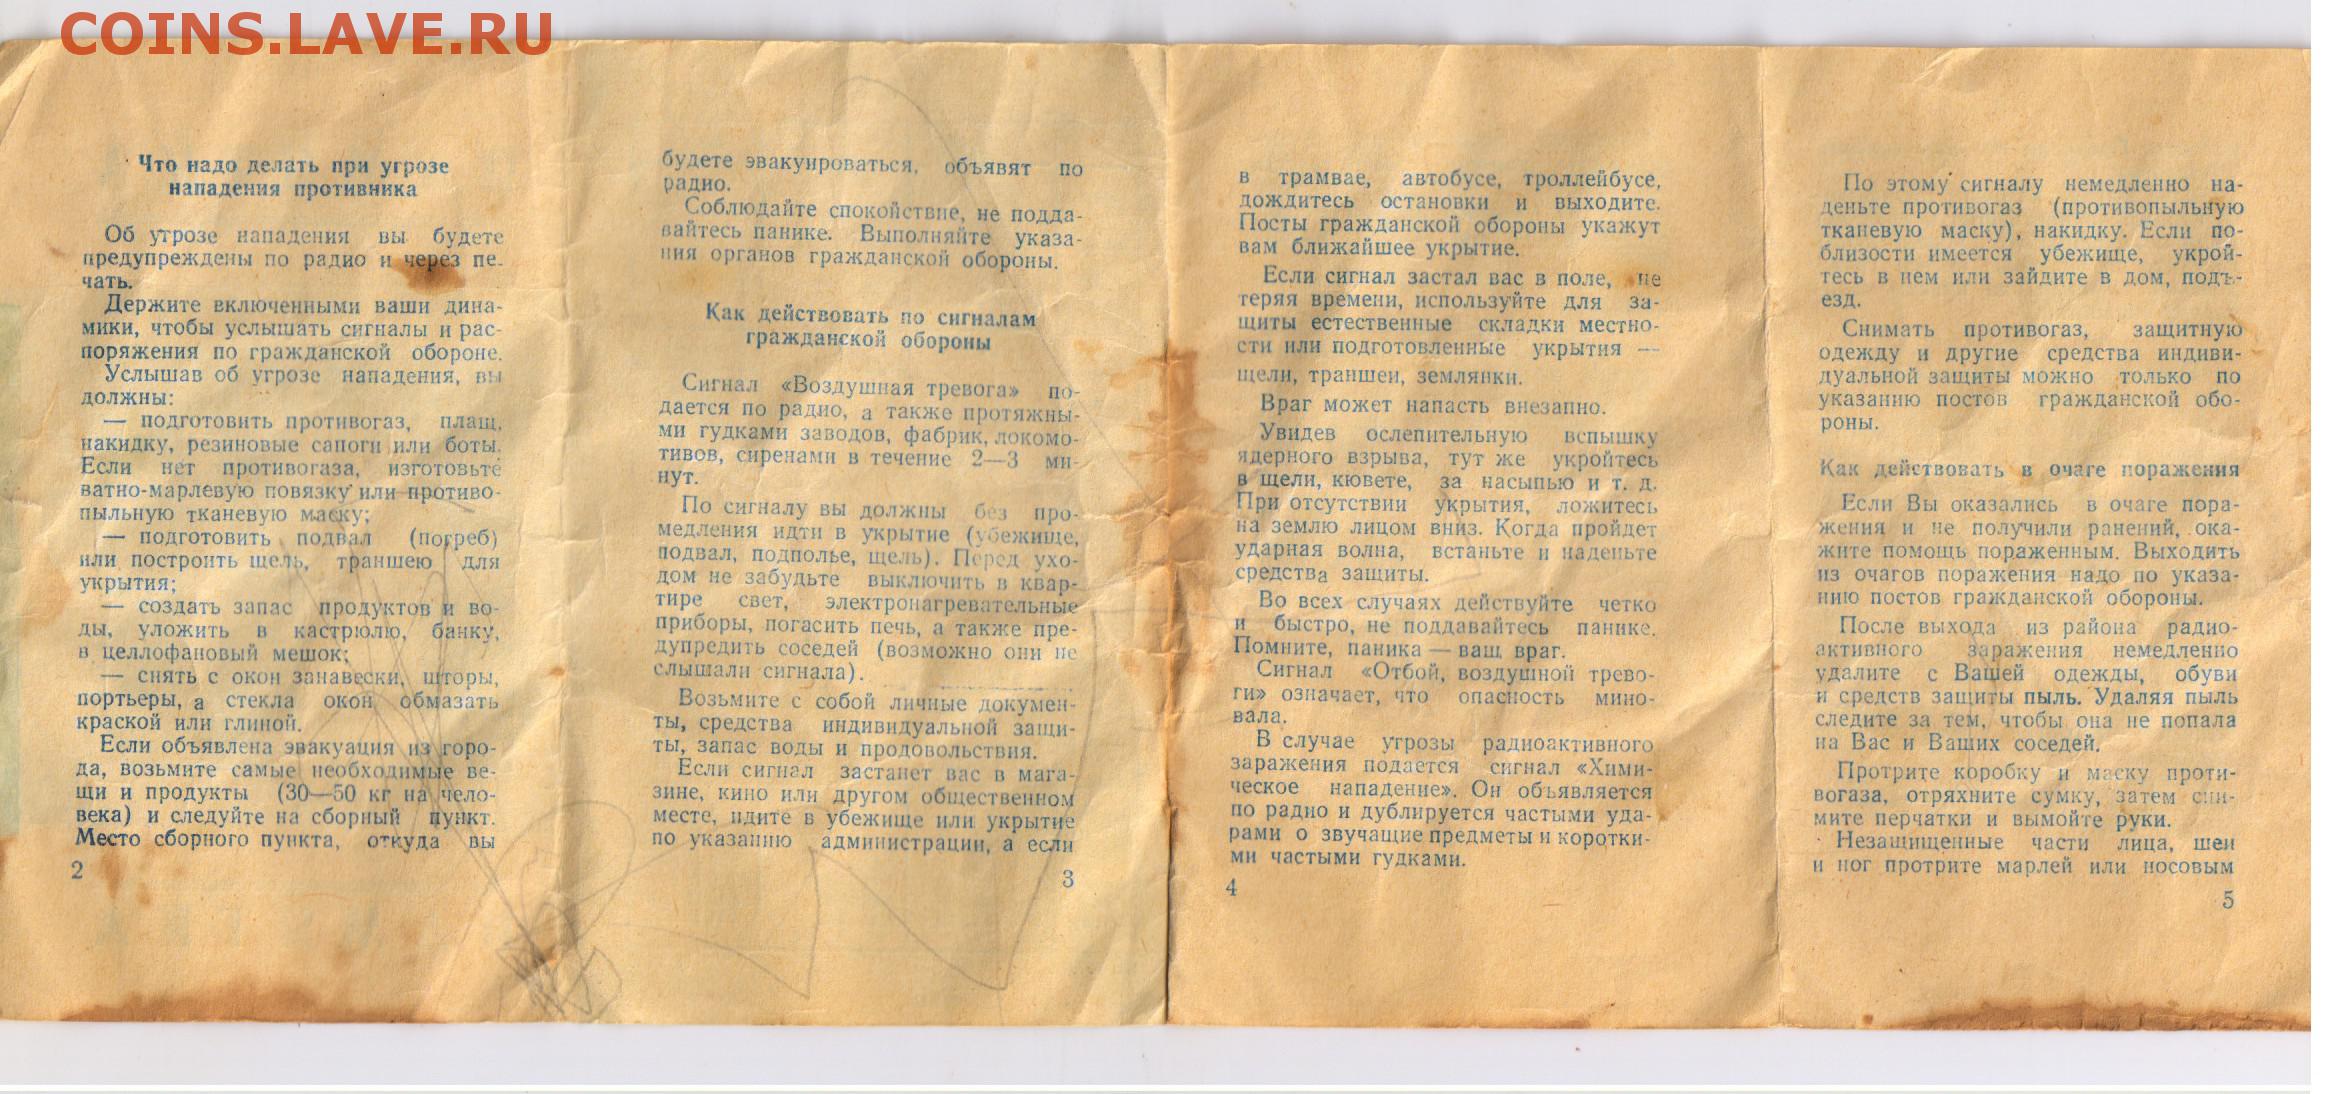 COINS.LAVE.RU
Что надо делать при угрозе
нападения противника
Об угрозе нападения вы будете
предупреждены по радио и через пе-
чать.
Держите включенными ваши дина-
мики, чтобы услышать сигналы и рас-
поряжения по гражданской обороне.
Услышав об угрозе нападения, вы
должны:
— подготовить противогаз, плащ,
накидку, резиновые сапоги или боты.
Если нет противогаза, изготовьте
ватно-марлевую повязку или противо-
пыльную тканевую маску;
— подготовить подвал (погреб)
или построить щель, траншею для
укрытия;
— создать запас продуктов и во-
ды, уложить в кастрюлю, банку,
в целлофановый мешок;
— снять с окон занавески, шторы,
портьеры, а стекла окон обмазать
краской или глиной.
Если объявлена эвакуация из горо-
да, возьмите самые необходимые ве-
щи и продукты (30—50 кг на чело-
века) и следуйте на сборный пункт.
Место сборного пункта, откуда вы
2
будете эвакуироваться, объявят по
радио.
Соблюдайте спокойствие, не подда-
вайтесь панике. Выполняйте указа-
ния органов гражданской обороны.
Как действовать по сигналам
гражданской обороны
Сигнал «Воздушная тревога» по-
дается по радио, а также протяжны-
ми гудками заводов, фабрик, локомо-
тивов, сиренами в течение 2—3 ми-
нут.
По сигналу вы должны без про-
медления идти в укрытие (убежище,
подвал, подполье, щель). Перед ухо-
дом не забудьте выключить в квар-
тире свет, электронагревательные
приборы, погасить печь, а также пре-
дупредить соседей (возможно они не
слышали сигнала).
Возьмите с собой личные докумен-
ты, средства индивидуальной защи-
ты, запас воды и продовольствия.
Если сигнал застанет вас в мага-
зине, кино или другом общественном
месте, идите в убежище или укрытие
по указанию администрации, а если
3
в трамвае, автобусе, троллейбусе,
дождитесь остановки и выходите.
Посты гражданской обороны укажут
вам ближайшее укрытие.
Если сигнал застал вас в поле, не
теряя времени, используйте для за-
щиты естественные складки местно-
сти или подготовленные укрытия —
щели, траншеи, землянки.
Враг может напасть внезапно.
Увидев ослепительную вспышку
ядерного взрыва, тут же укройтесь
в щели, кювете, за насыпью и т. д.
При отсутствии укрытия, ложитесь
на землю лицом вниз. Когда пройдет
ударная волна, встаньте и наденьте
средства защиты.
Во всех случаях действуйте четко
и быстро, не поддавайтесь панике.
Помните, паника — ваш враг.
Сигнал «Отбой, воздушной трево-
ги» означает, что опасность мино-
вала.
В случае угрозы радиоактивного
заражения подается сигнал «Хими-
ческое нападение». Он объявляется
по радио и дублируется частыми уда-
рами о звучащие предметы и коротки-
ми частыми гудками.
4
По этому сигналу немедленно на-
деньте противогаз (противопыльную
тканевую маску), накидку. Если по-
близости имеется убежище, укрой-
тесь в нем или зайдите в дом, подъ-
езд.
Снимать противогаз, защитную
одежду и другие средства индиви-
дуальной защиты можно только по
указанию постов гражданской обо-
роны.
Как действовать в очаге поражения
Если Вы оказались в очаге пора-
жения и не получили ранений, ока-
жите помощь пораженным. Выходить
из очагов поражения надо по указа-
нию постов гражданской обороны.
После выхода из района радио-
активного заражения немедленно
удалите с Вашей одежды, обуви
и средств защиты пыль. Удаляя пыль
следите за тем, чтобы она не попала
на Вас и Ваших соседей.
Протрите коробку и маску проти-
вогаза, отряхните сумку, затем сни-
мите перчатки и вымойте руки.
Незащищенные части лица, шеи
и ног протрите марлей или носовым
5